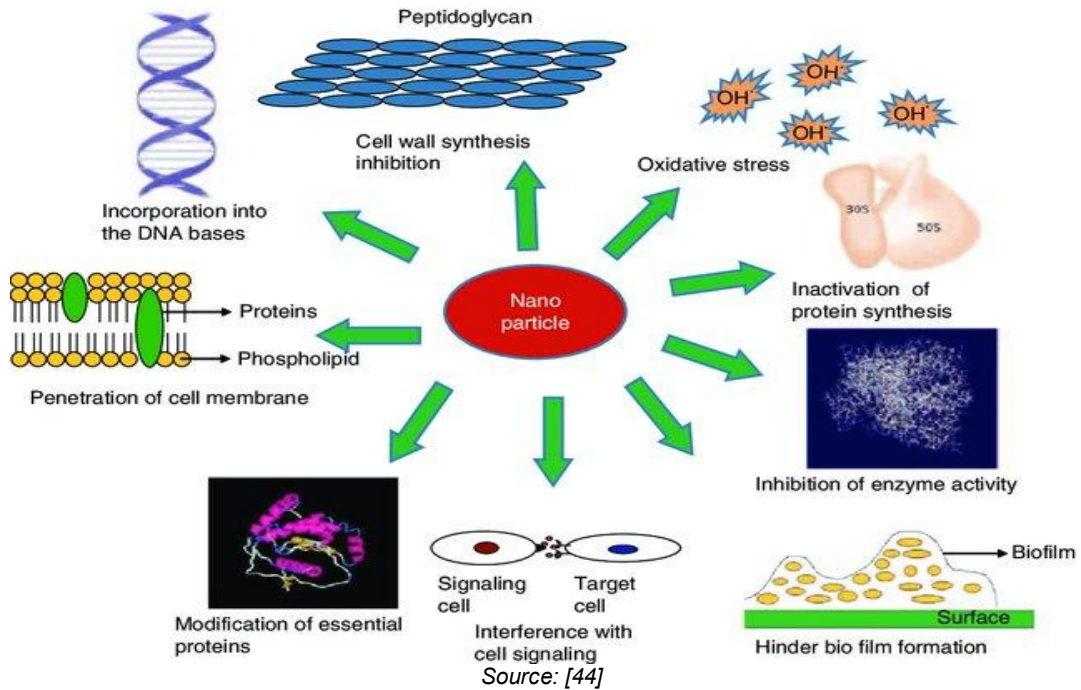 Peptidoglycan
Cell wall synthesis
inhibition
OH·
OH·
OH·
OH·
Oxidative stress
Incorporation into
the DNA bases
30S
50S
Inactivation of
protein synthesis
Nano
particle
Proteins
Phospholipid
Penetration of cell membrane
Inhibition of enzyme activity
Modification of essential
proteins
Signaling
cell
Target
cell
Interference with
cell signaling
Biofilm
Surface
Hinder bio film formation
Source: [44]